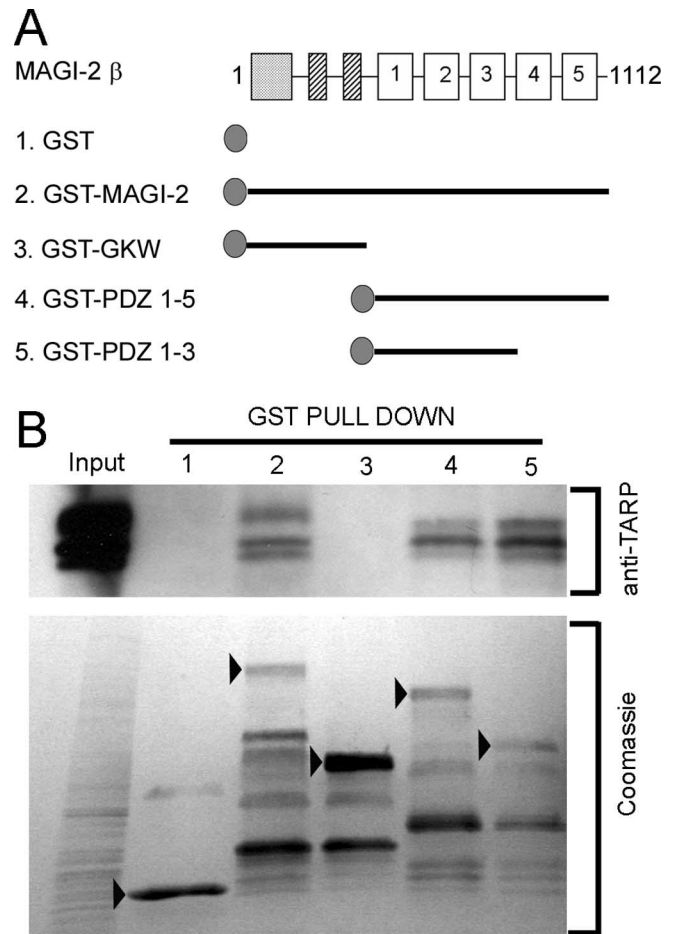 A
MAGI-2 β 1 1 2 3 4 5 1112
1. GST
2. GST-MAGI-2
3. GST-GKW
4. GST-PDZ 1-5
5. GST-PDZ 1-3
B
GST PULL DOWN
Input 1 2 3 4 5
anti-TARP
Coomassie